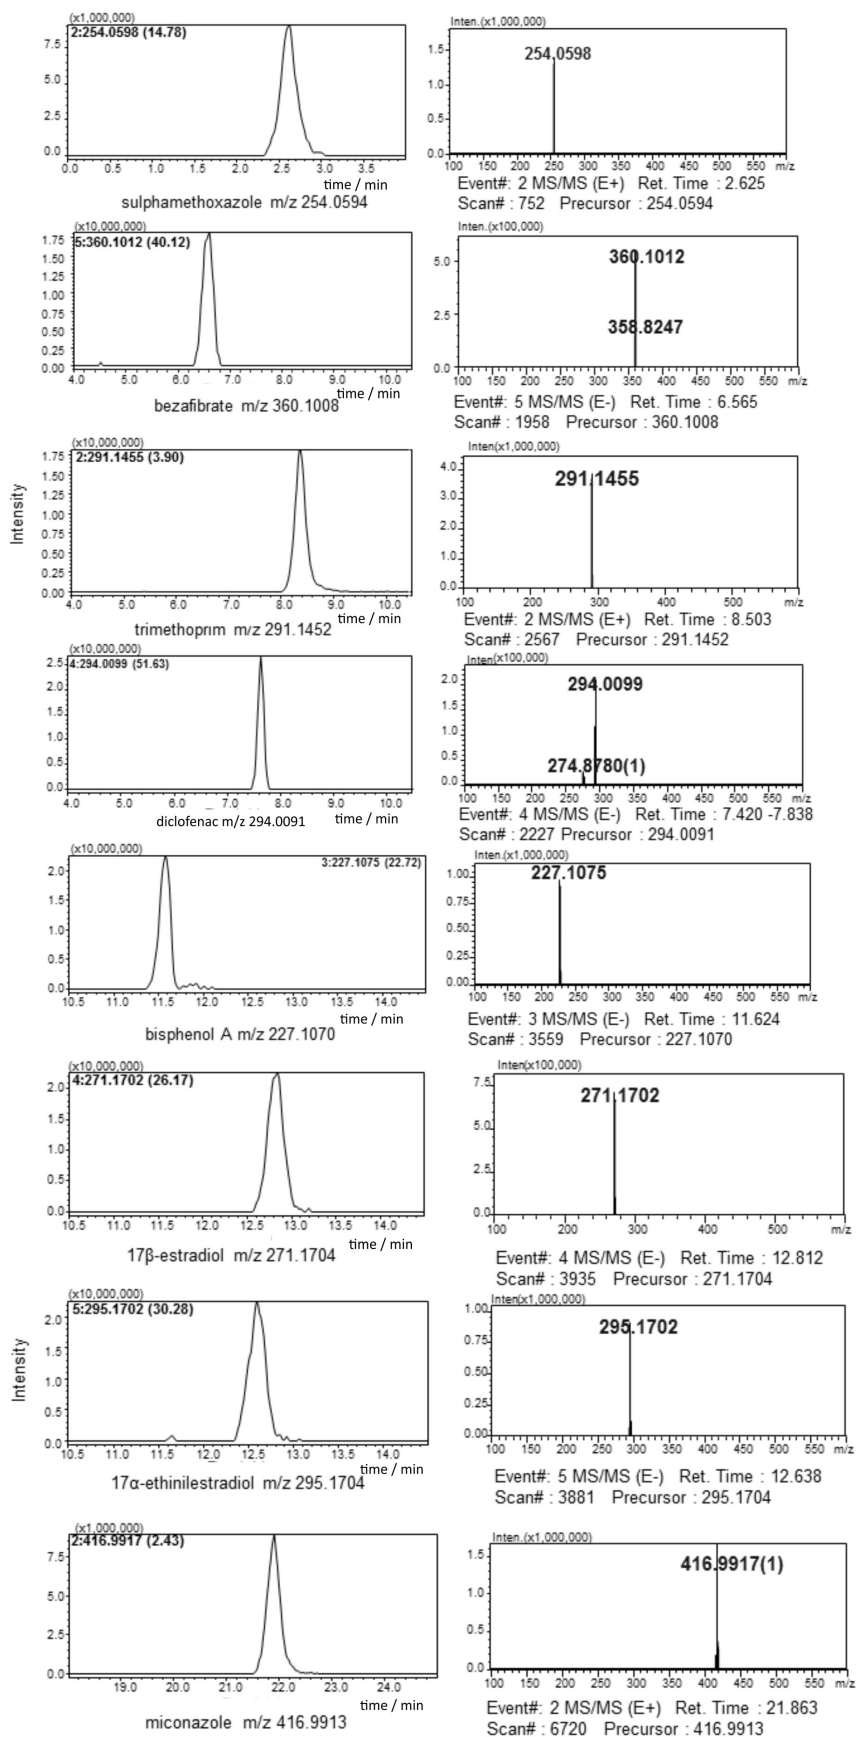 (x1,000,000)
2:254.0598 (14.78)
7.5
5.0
2.5
0.0
0.0 0.5 1.0 1.5 2.0 2.5 3.0 3.5
time / min
sulphamethoxazole m/z 254.0594
Inten.(x1,000,000)
254.0598
1.5
1.0
0.5
0.0
100 150 200 250 300 350 400 450 500 550 m/z
Event#: 2 MS/MS (E+) Ret. Time : 2.625
Scan# : 752 Precursor : 254.0594
(x10,000,000)
5:360.1012 (40.12)
1.75
1.50
1.25
1.00
0.75
0.50
0.25
0.00
4.0 5.0 6.0 7.0 8.0 9.0 10.0
time / min
bezafibrate m/z 360.1008
Inten.(x100,000)
360.1012
358.8247
5.0
2.5
0.0
100 150 200 250 300 350 400 450 500 550 m/z
Event#: 5 MS/MS (E-) Ret. Time : 6.565
Scan# : 1958 Precursor : 360.1008
Intensity
(x10,000,000)
2:291.1455 (3.90)
1.75
1.50
1.25
1.00
0.75
0.50
0.25
0.00
4.0 5.0 6.0 7.0 8.0 9.0 10.0
time / min
trimethoprim m/z 291.1452
Inten(x1,000,000)
291.1455
4.0
3.0
2.0
1.0
0.0
100 200 300 400 500 m/z
Event#: 2 MS/MS (E+) Ret. Time : 8.503
Scan# : 2567 Precursor : 291.1452
(x10,000,000)
4:294.0099 (51.63)
2.5
2.0
1.5
1.0
0.5
0.0
4.0 5.0 6.0 7.0 8.0 9.0 10.0
time / min
diclofenac m/z 294.0091
Inten(x100,000)
294.0099
274.8780(1)
2.0
1.5
1.0
0.5
0.0
100 150 200 250 300 350 400 450 500 550 m/z
Event#: 4 MS/MS (E-) Ret. Time : 7.420 -7.838
Scan# : 2227 Precursor : 294.0091
(x10,000,000)
3:227.1075 (22.72)
2.0
1.5
1.0
0.5
0.0
10.5 11.0 11.5 12.0 12.5 13.0 13.5 14.0
time / min
bisphenol A m/z 227.1070
Inten.(x1,000,000)
227.1075
1.00
0.75
0.50
0.25
0.00
100 150 200 250 300 350 400 450 500 550 m/z
Event#: 3 MS/MS (E-) Ret. Time : 11.624
Scan# : 3559 Precursor : 227.1070
(x10,000,000)
4:271.1702 (26.17)
2.0
1.5
1.0
0.5
0.0
10.5 11.0 11.5 12.0 12.5 13.0 13.5 14.0
time / min
17β-estradiol m/z 271.1704
Inten(x100,000)
271.1702
7.5
5.0
2.5
0.0
100 200 300 400 500 m/z
Event#: 4 MS/MS (E-) Ret. Time : 12.812
Scan# : 3935 Precursor : 271.1704
Intensity
(x10,000,000)
5:295.1702 (30.28)
2.0
1.5
1.0
0.5
0.0
10.5 11.0 11.5 12.0 12.5 13.0 13.5 14.0
time / min
17α-ethinilestradiol m/z 295.1704
Inten(x1,000,000)
295.1702
1.00
0.75
0.50
0.25
0.00
100 150 200 250 300 350 400 450 500 550 m/z
Event#: 5 MS/MS (E-) Ret. Time : 12.638
Scan# : 3881 Precursor : 295.1704
(x1,000,000)
2:416.9917 (2.43)
7.5
5.0
2.5
0.0
19.0 20.0 21.0 22.0 23.0 24.0
time / min
miconazole m/z 416.9913
Inten.(x1,000,000)
416.9917(1)
1.5
1.0
0.5
0.0
100 150 200 250 300 350 400 450 500 550 m/z
Event#: 2 MS/MS (E+) Ret. Time : 21.863
Scan# : 6720 Precursor : 416.9913